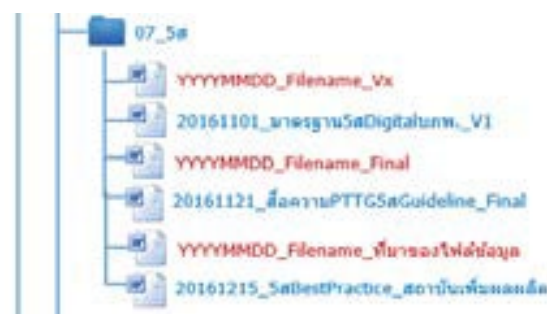 07_5ส
YYYYMMDD_Filename_Vx
20161101_มาตรฐาน5สDigitalบกพ._V1
YYYYMMDD_Filename_Final
20161121_สื่อความPTTG5สGuideline_Final
YYYYMMDD_Filename_ที่มาของไฟล์ข้อมูล
20161215_5สBestPractice_สถาบันเพิ่มผลผลิต